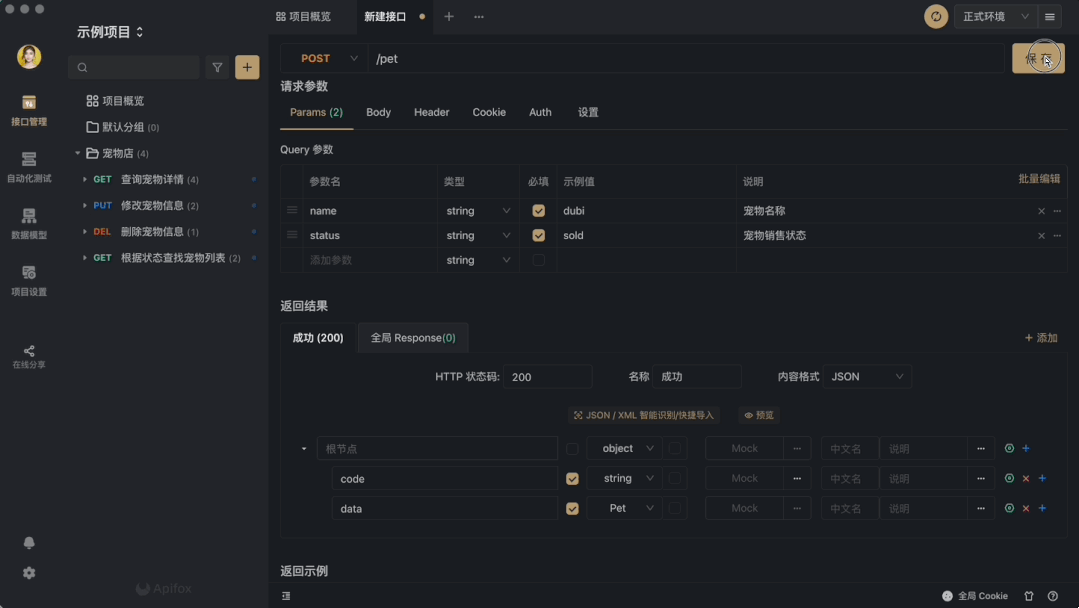 示例项目
项目概览
新建接口
正式环境
POST
/pet
保存
接口管理
自动化测试
数据模型
项目设置
在线分享
项目概览
默认分组 (0)
宠物店 (4)
GET 查询宠物详情 (4)
PUT 修改宠物信息 (2)
DEL 删除宠物信息 (1)
GET 根据状态查找宠物列表 (2)
Apifox
请求参数
Params (2) Body Header Cookie Auth 设置
Query 参数
参数名 类型 必填 示例值 说明 批量编辑
name string dubi 宠物名称
status string sold 宠物销售状态
添加参数 string
返回结果
成功 (200) 全局 Response(0) + 添加
HTTP 状态码: 200 名称 成功 内容格式 JSON
JSON / XML 智能识别/快捷导入 预览
根节点 object Mock 中文名 说明
code string Mock 中文名 说明
data Pet Mock 中文名 说明
返回示例
全局 Cookie